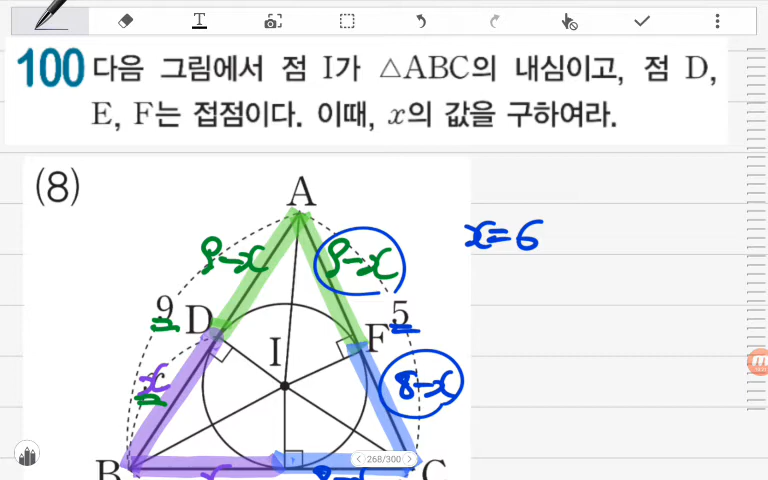 100 다음 그림에서 점 I가 △ABC의 내심이고, 점 D,
E, F는 접점이다. 이때, x의 값을 구하여라.
(8)
A
x=6
9-x
9-x
9
D
5
F
I
x
8-x
B
C
268/300